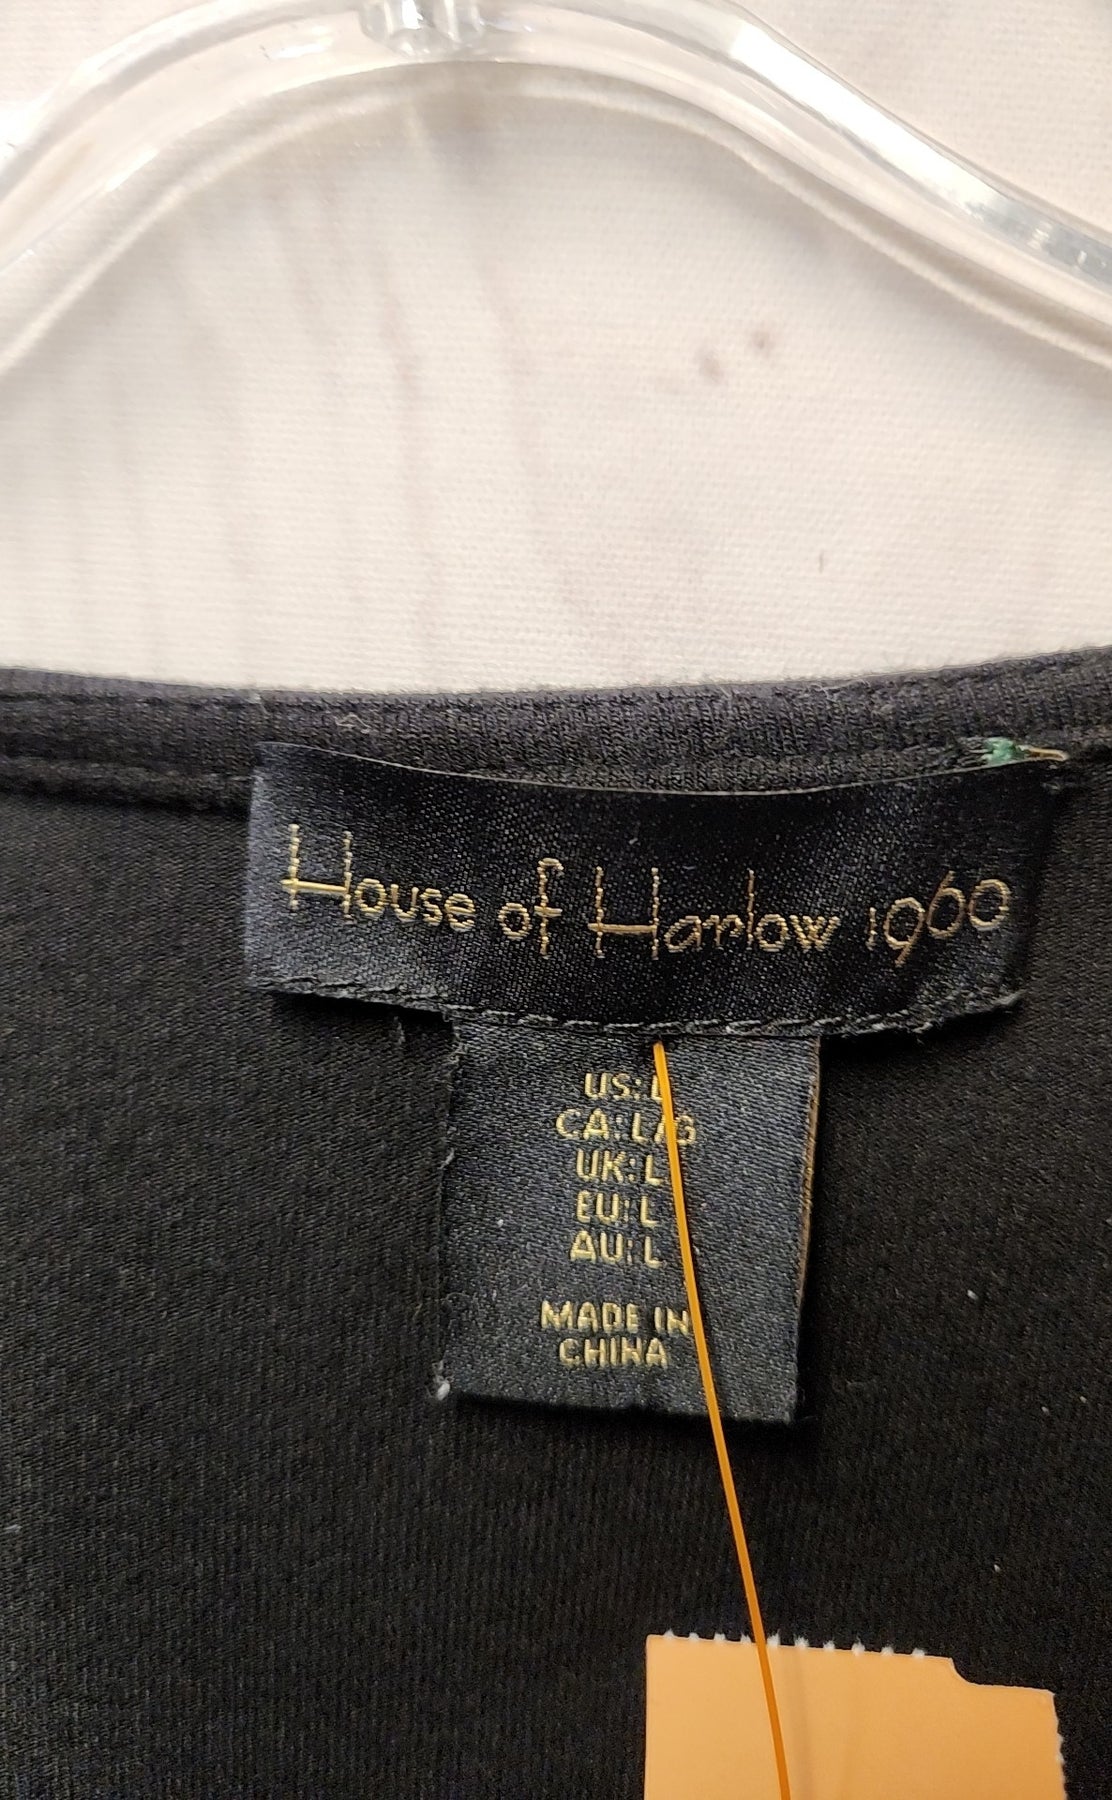 House of Harlow 1960
US: L
CA: L/G
UK: L
EU: L
AU: L
MADE IN
CHINA